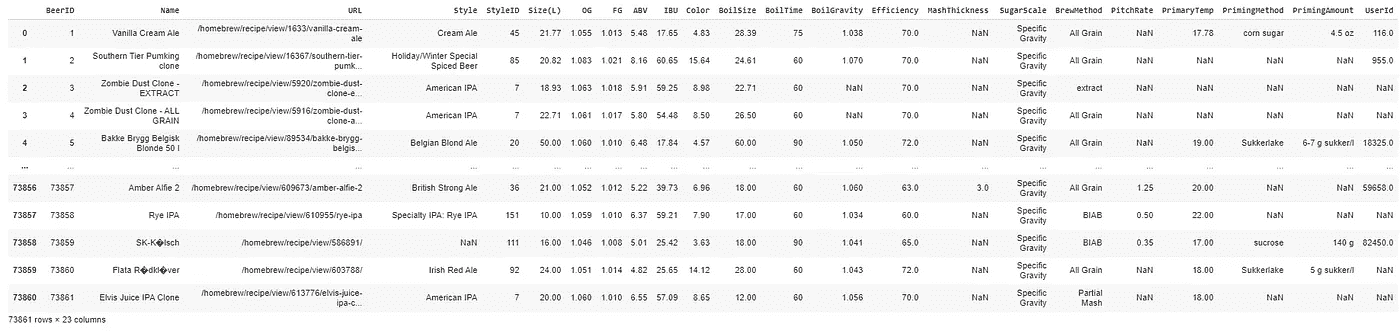 BeerID Name URL Style StyleID Size(L) OG FG ABV IBU Color BoilSize BoilTime BoilGravity Efficiency MashThickness SugarScale BrewMethod PitchRate PrimaryTemp PrimingMethod PrimingAmount UserId
0 1 Vanilla Cream Ale /homebrew/recipe/view/1633/vanilla-cream-ale Cream Ale 45 21.77 1.055 1.013 5.48 17.65 4.83 28.39 75 1.038 70.0 NaN Specific Gravity All Grain NaN 17.78 corn sugar 4.5 oz 116.0
1 2 Southern Tier Pumking clone /homebrew/recipe/view/16367/southern-tier-pumk... Holiday/Winter Special Spiced Beer 85 20.82 1.083 1.021 8.16 60.65 15.64 24.61 60 1.070 70.0 NaN Specific Gravity All Grain NaN NaN NaN NaN 955.0
2 3 Zombie Dust Clone - EXTRACT /homebrew/recipe/view/5920/zombie-dust-clone-e... American IPA 7 18.93 1.063 1.018 5.91 59.25 8.98 22.71 60 NaN 70.0 NaN Specific Gravity extract NaN NaN NaN NaN NaN
3 4 Zombie Dust Clone - ALL GRAIN /homebrew/recipe/view/5916/zombie-dust-clone-a... American IPA 7 22.71 1.061 1.017 5.80 54.48 8.50 26.50 60 NaN 70.0 NaN Specific Gravity All Grain NaN NaN NaN NaN NaN
4 5 Bakke Brygg Belgisk Blonde 50 l /homebrew/recipe/view/89534/bakke-brygg-belgis... Belgian Blond Ale 20 50.00 1.060 1.010 6.48 17.84 4.57 60.00 90 1.050 72.0 NaN Specific Gravity All Grain NaN 19.00 Sukkerlake 6-7 g sukker/l 18325.0
... ... ... ... ... ... ... ... ... ... ... ... ... ... ... ... ... ... ... ... ... ... ... ...
73856 73857 Amber Alfie 2 /homebrew/recipe/view/609673/amber-alfie-2 British Strong Ale 36 21.00 1.052 1.012 5.22 39.73 6.96 18.00 60 1.060 63.0 3.0 Specific Gravity All Grain 1.25 20.00 NaN NaN 59658.0
73857 73858 Rye IPA /homebrew/recipe/view/610955/rye-ipa Specialty IPA: Rye IPA 151 10.00 1.059 1.010 6.37 59.21 7.90 17.00 60 1.034 60.0 NaN Specific Gravity BIAB 0.50 22.00 NaN NaN NaN
73858 73859 SK-K�lsch /homebrew/recipe/view/586891/ NaN 111 16.00 1.046 1.008 5.01 25.42 3.63 18.00 90 1.041 65.0 NaN Specific Gravity BIAB 0.35 17.00 sucrose 140 g 82450.0
73859 73860 Flata R�dkl�ver /homebrew/recipe/view/603788/ Irish Red Ale 92 24.00 1.051 1.014 4.82 25.65 14.12 28.00 60 1.043 72.0 NaN Specific Gravity All Grain NaN 18.00 Sukkerlake 5 g sukker/l NaN
73860 73861 Elvis Juice IPA Clone /homebrew/recipe/view/613776/elvis-juice-ipa-c... American IPA 7 20.00 1.060 1.010 6.55 57.09 8.65 12.00 60 1.056 70.0 NaN Specific Gravity Partial Mash NaN 18.00 NaN NaN NaN
73861 rows × 23 columns